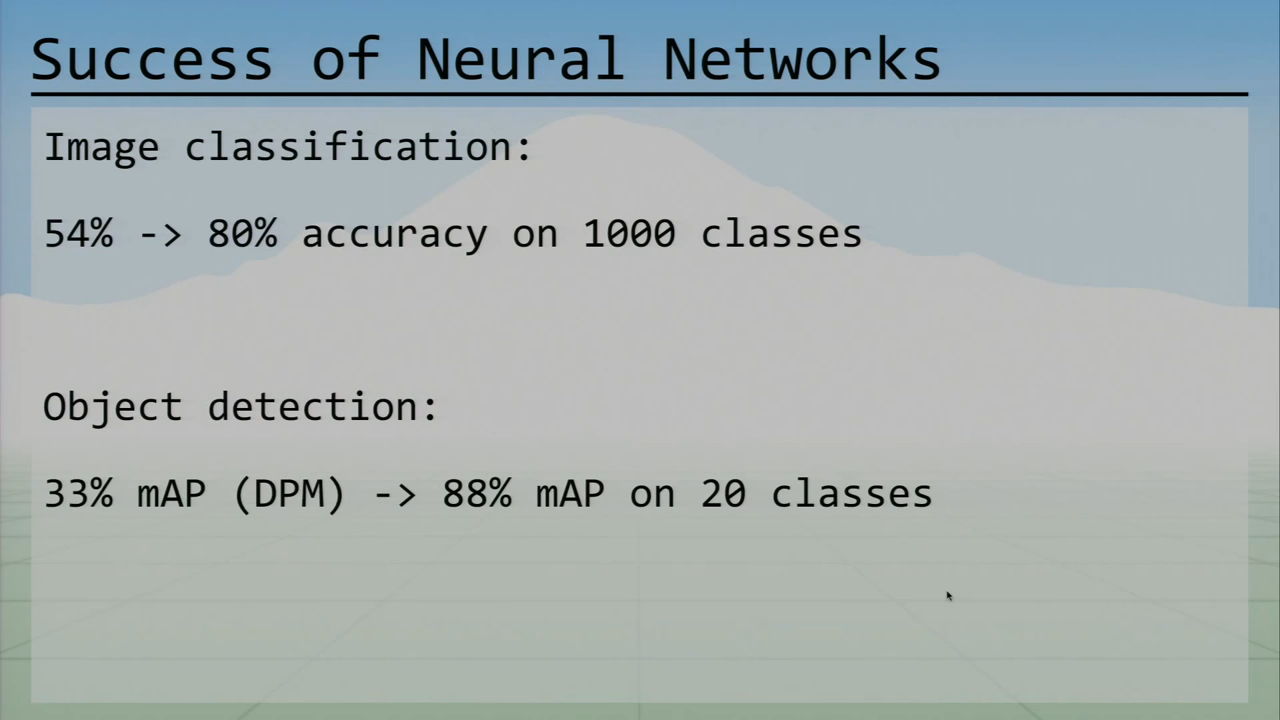 Success of Neural Networks
Image classification:
54% -> 80% accuracy on 1000 classes
Object detection:
33% mAP (DPM) -> 88% mAP on 20 classes